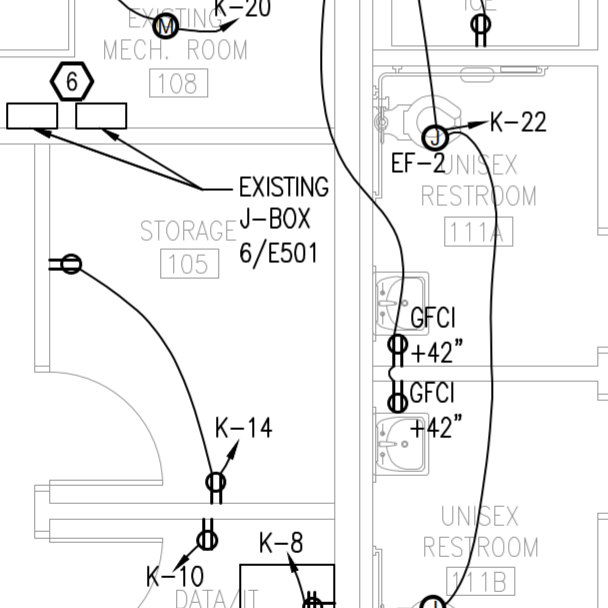 K-20
EXISTING
MECH. ROOM
108
M
ICE
6
J
K-22
EF-2
UNISEX
RESTROOM
111A
EXISTING
J-BOX
6/E501
STORAGE
105
GFCI
+42"
GFCI
+42"
K-14
K-10
K-8
DATA/IT
UNISEX
RESTROOM
111B